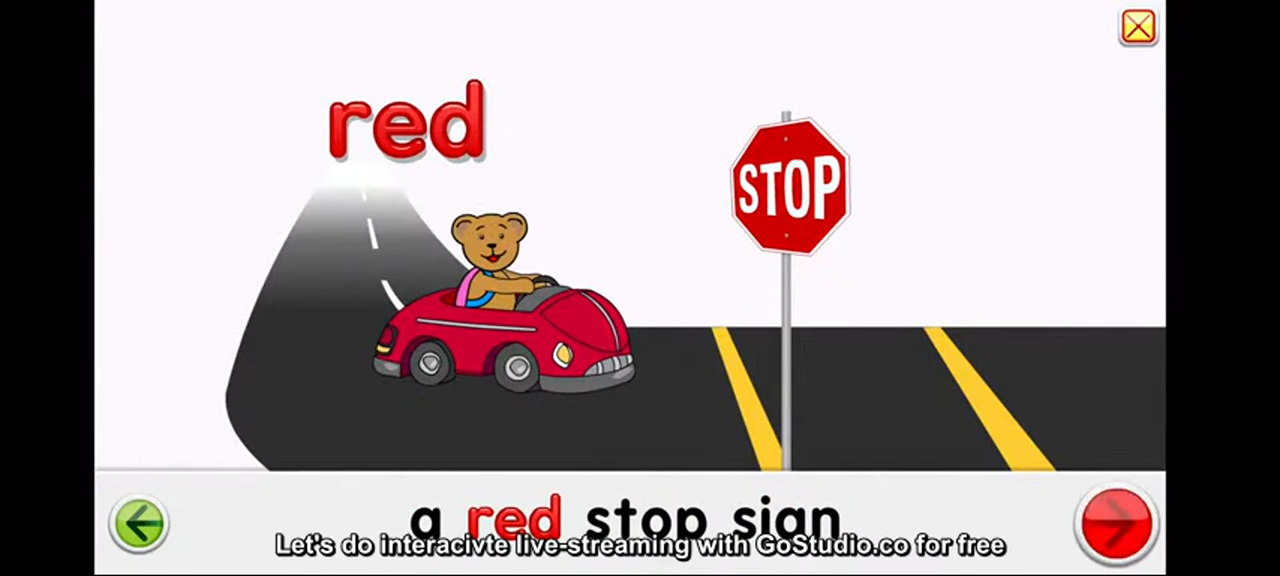 red
STOP
a red stop sign
Let's do interacivte live-streaming with GoStudio.co for free